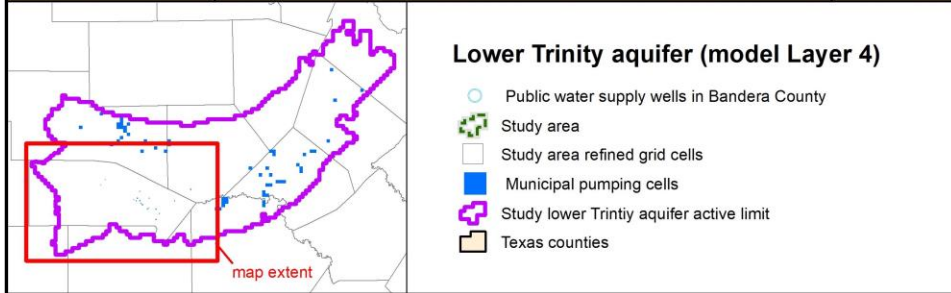 map extent
Lower Trinity aquifer (model Layer 4)
Public water supply wells in Bandera County
Study area
Study area refined grid cells
Municipal pumping cells
Study lower Trintiy aquifer active limit
Texas counties